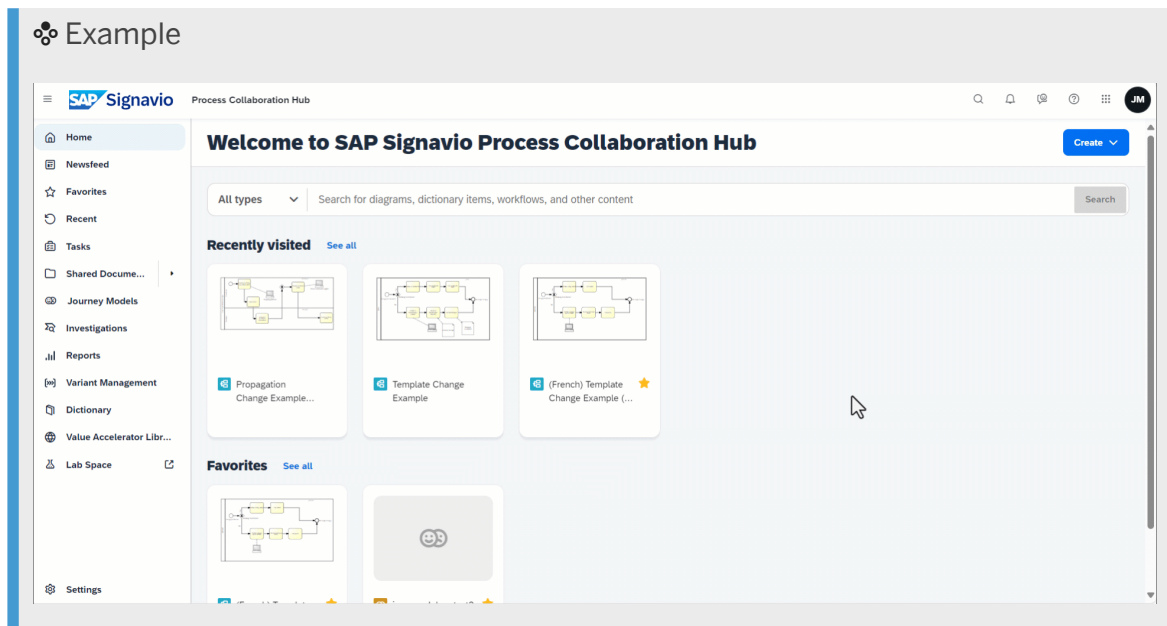 Example
SAP Signavio Process Collaboration Hub
JM
Home
Newsfeed
Favorites
Recent
Tasks
Shared Docume...
Journey Models
Investigations
Reports
Variant Management
Dictionary
Value Accelerator Libr...
Lab Space
Settings
Welcome to SAP Signavio Process Collaboration Hub
Create
All types
Search for diagrams, dictionary items, workflows, and other content
Search
Recently visited See all
Propagation
Change Example...
Template Change
Example
(French) Template
Change Example (...
Favorites See all